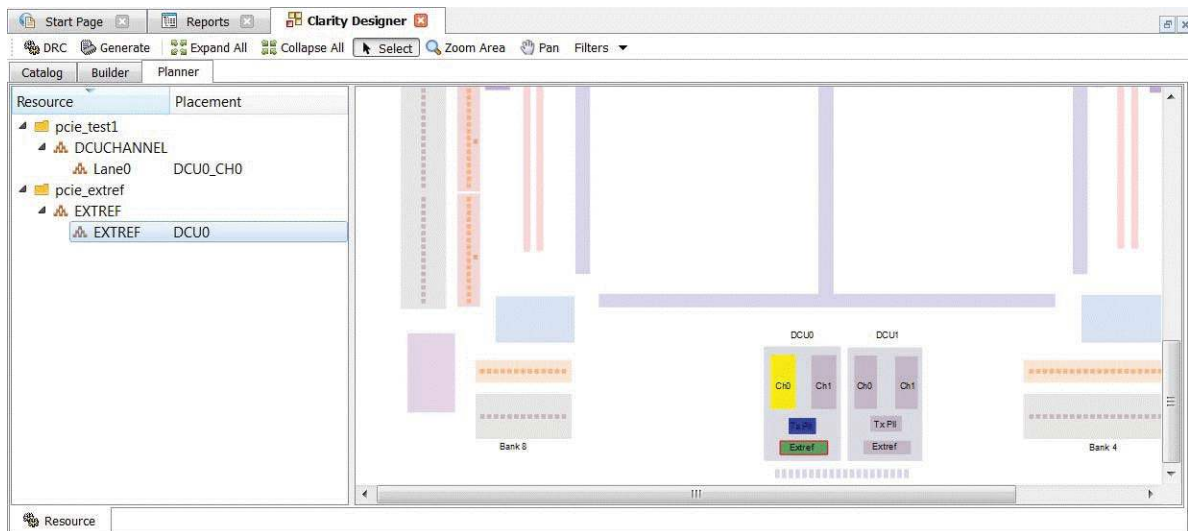 Start Page Reports Clarity Designer
DRC Generate Expand All Collapse All Select Zoom Area Pan Filters
Catalog Builder Planner
Resource Placement
pcie_test1
DCUCHANNEL
Lane0 DCU0_CH0
pcie_extref
EXTREF
EXTREF DCU0
DCU0 DCU1
Ch0 Ch1 Ch0 Ch1
Tx Pll Tx Pll
Extref Extref
Bank 8 Bank 4
Resource